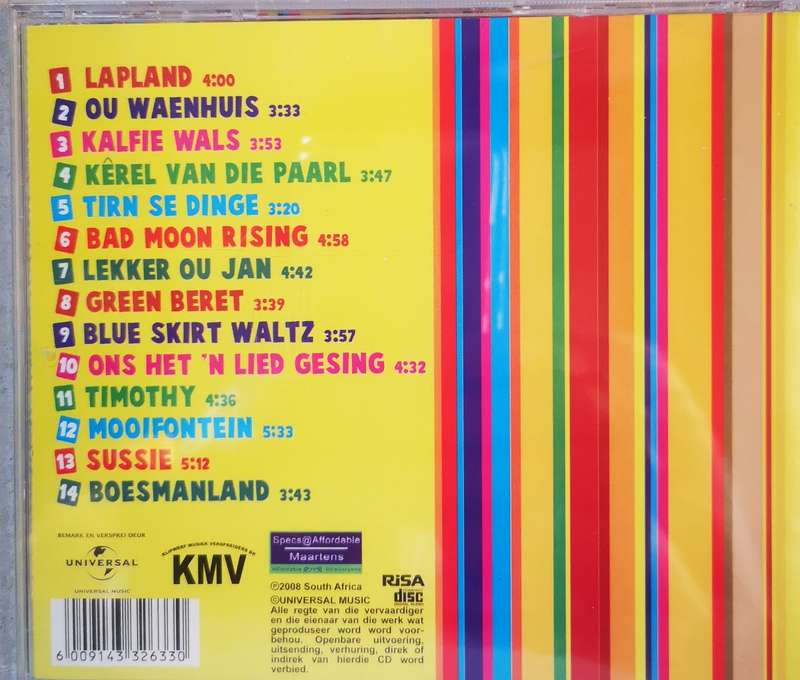 1 LAPLAND 4:00
2 OU WAENHUIS 3:33
3 KALFIE WALS 3:53
4 KÊREL VAN DIE PAARL 3:47
5 TIRN SE DINGE 3:20
6 BAD MOON RISING 4:58
7 LEKKER OU JAN 4:42
8 GREEN BERET 3:39
9 BLUE SKIRT WALTZ 3:57
10 ONS HET 'N LIED GESING 4:32
11 TIMOTHY 4:36
12 MOOIFONTEIN 5:33
13 SUSSIE 5:12
14 BOESMANLAND 3:43
BEMARK EN VERSPREI DEUR
UNIVERSAL
UNIVERSAL MUSIC
KMV
Specs@Affordable
Maartens
6 009143 326330
℗2008 South Africa
©UNIVERSAL MUSIC
Alle regte van die vervaardiger
en die eienaar van die werk wat
geproduseer word word voor-
behou. Openbare uitvoering,
uitsending, verhuring, direk of
indirek van hierdie CD word
verbied.
RiSA
COMPACT
disc
DIGITAL AUDIO